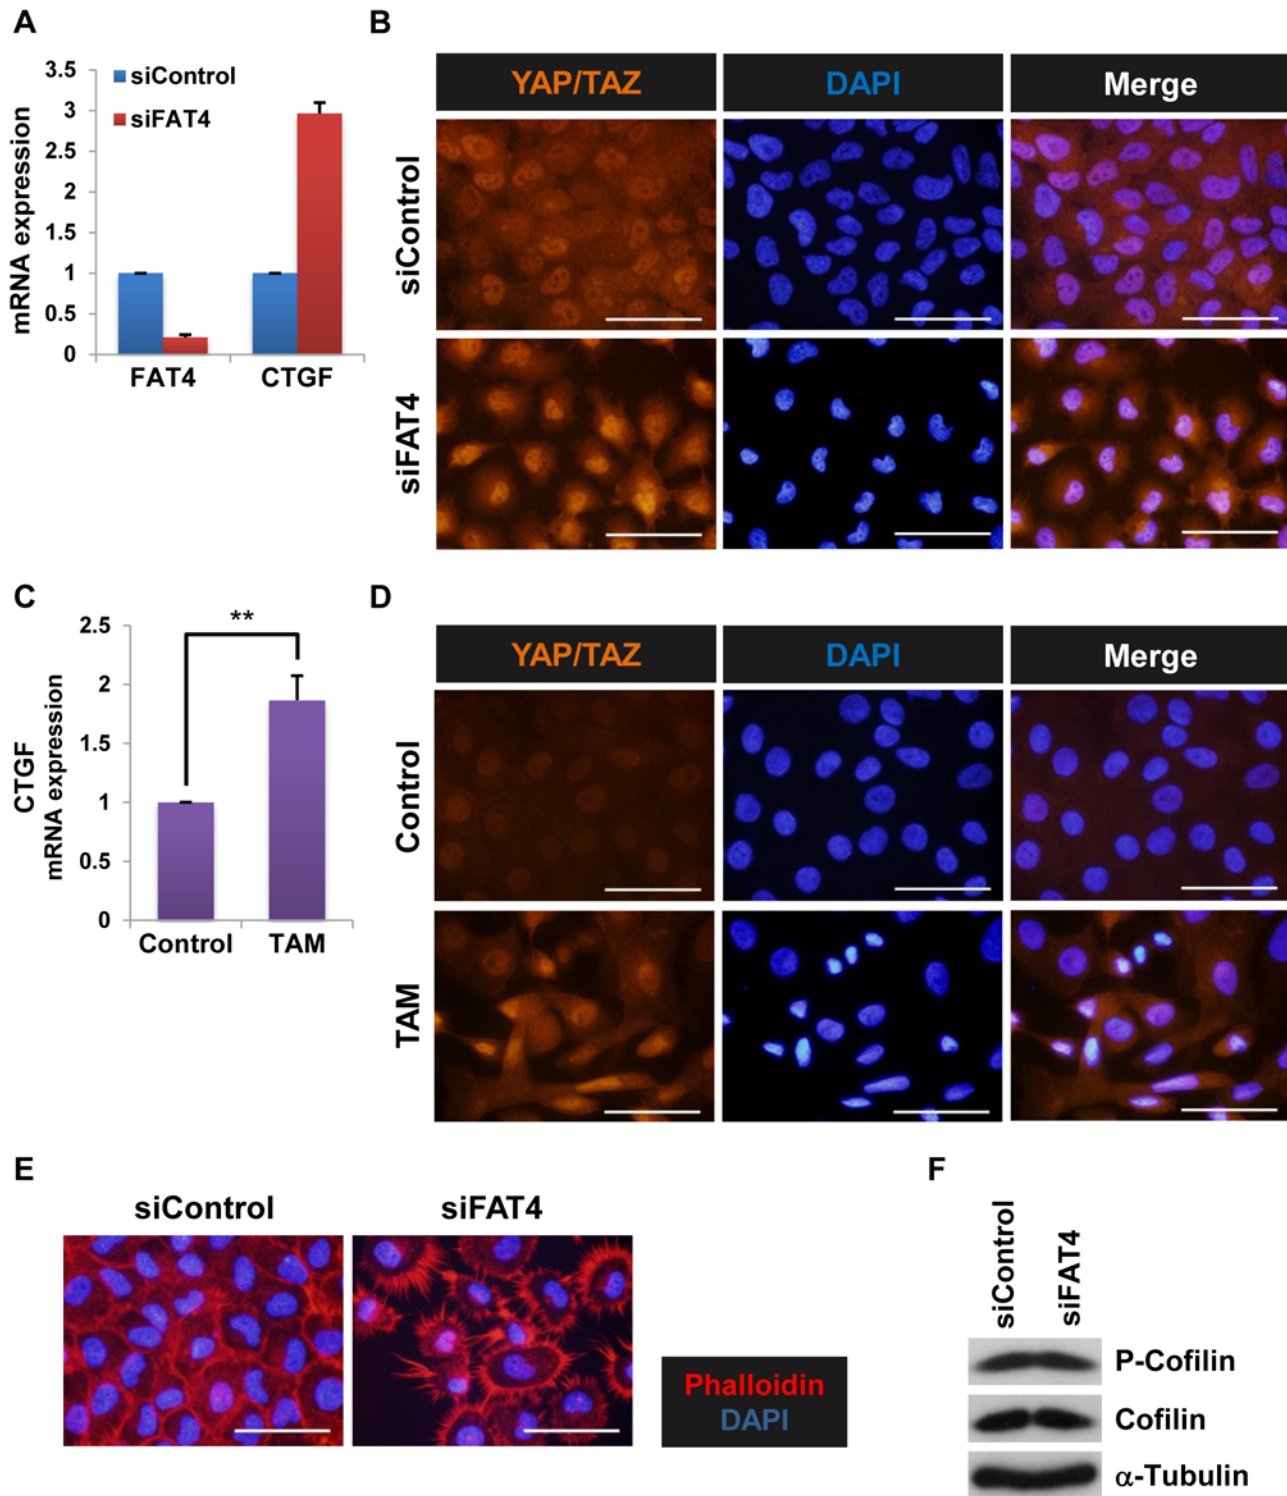 A
3.5
3
2.5
2
1.5
1
0.5
0
mRNA expression
siControl
siFAT4
FAT4
CTGF
B
YAP/TAZ
DAPI
Merge
siControl
siFAT4
C
2.5
2
1.5
1
0.5
0
CTGF
mRNA expression
**
Control
TAM
D
YAP/TAZ
DAPI
Merge
Control
TAM
E
siControl
siFAT4
Phalloidin
DAPI
F
siControl
siFAT4
P-Cofilin
Cofilin
α-Tubulin